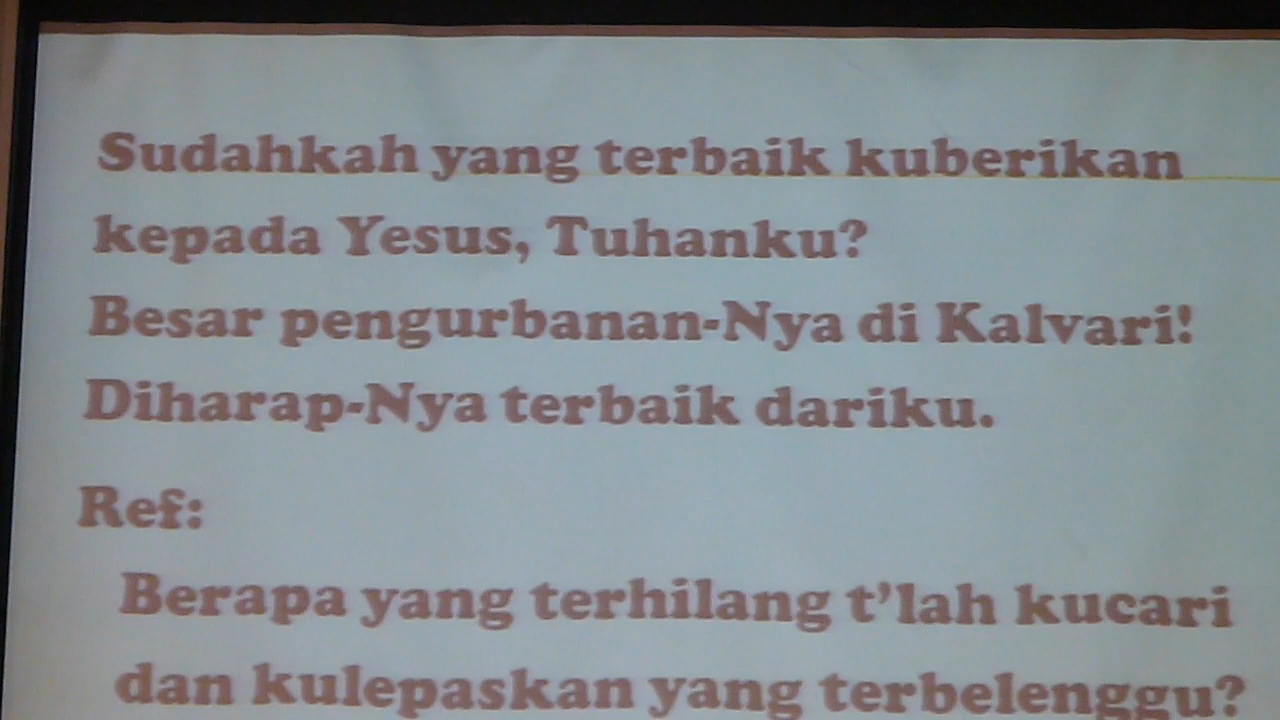 Sudahkah yang terbaik kuberikan
kepada Yesus, Tuhanku?
Besar pengurbanan-Nya di Kalvari!
Diharap-Nya terbaik dariku.
Ref:
Berapa yang terhilang t’lah kucari
dan kulepaskan yang terbelenggu?